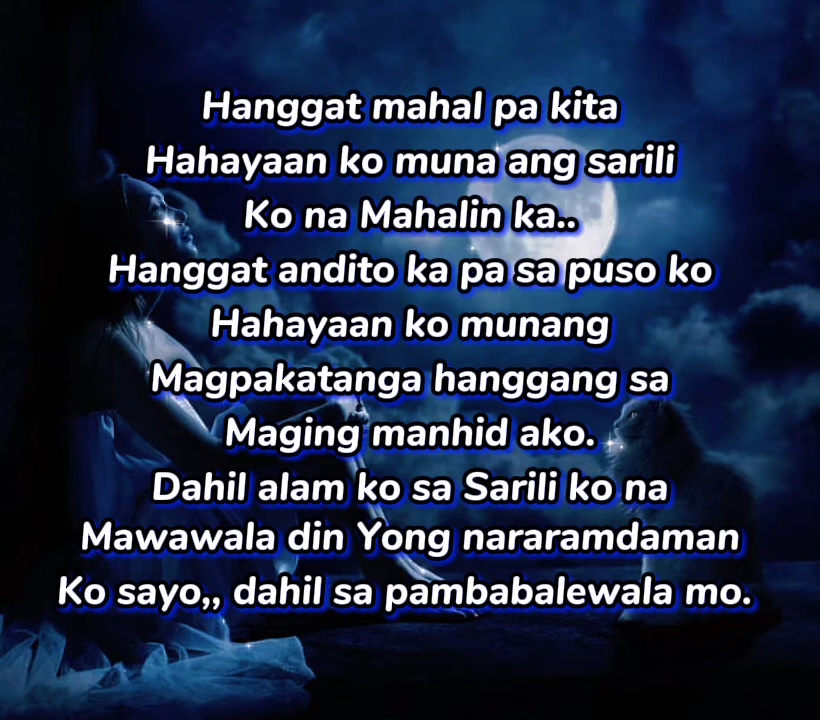 Hanggat mahal pa kita
Hahayaan ko muna ang sarili
Ko na Mahalin ka..
Hanggat andito ka pa sa puso ko
Hahayaan ko munang
Magpakatanga hanggang sa
Maging manhid ako.
Dahil alam ko sa Sarili ko na
Mawawala din Yong nararamdaman
Ko sayo,, dahil sa pambabalewala mo.